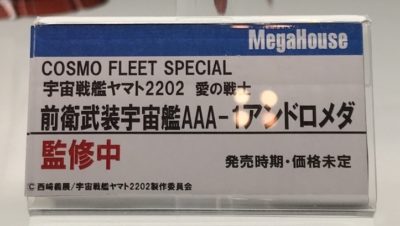 MegaHouse
COSMO FLEET SPECIAL
宇宙戦艦ヤマト2202 愛の戦士
前衛武装宇宙艦AAA-1アンドロメダ
監修中
発売時期・価格未定
© 西崎義展/宇宙戦艦ヤマト2202製作委員会